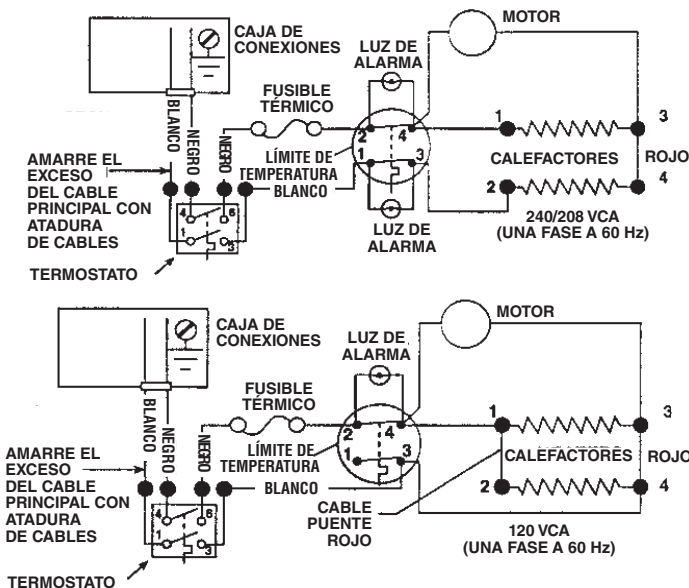 CAJA DE
CONEXIONES
BLANCO
NEGRO
NEGRO
FUSIBLE
TÉRMICO
LUZ DE
ALARMA
MOTOR
2
4
1
3
LÍMITE DE
TEMPERATURA
BLANCO
AMARRE EL
EXCESO
DEL CABLE
PRINCIPAL CON
ATADURA
DE CABLES
4
6
1
3
TERMOSTATO
LUZ DE
ALARMA
1
3
CALEFACTORES
ROJO
2
4
240/208 VCA
(UNA FASE A 60 Hz)
CAJA DE
CONEXIONES
BLANCO
NEGRO
NEGRO
FUSIBLE
TÉRMICO
LUZ DE
ALARMA
MOTOR
2
4
1
3
LÍMITE DE
TEMPERATURA
BLANCO
AMARRE EL
EXCESO
DEL CABLE
PRINCIPAL CON
ATADURA
DE CABLES
4
6
1
3
TERMOSTATO
CABLE
PUENTE
ROJO
1
3
CALEFACTORES
ROJO
2
4
120 VCA
(UNA FASE A 60 Hz)